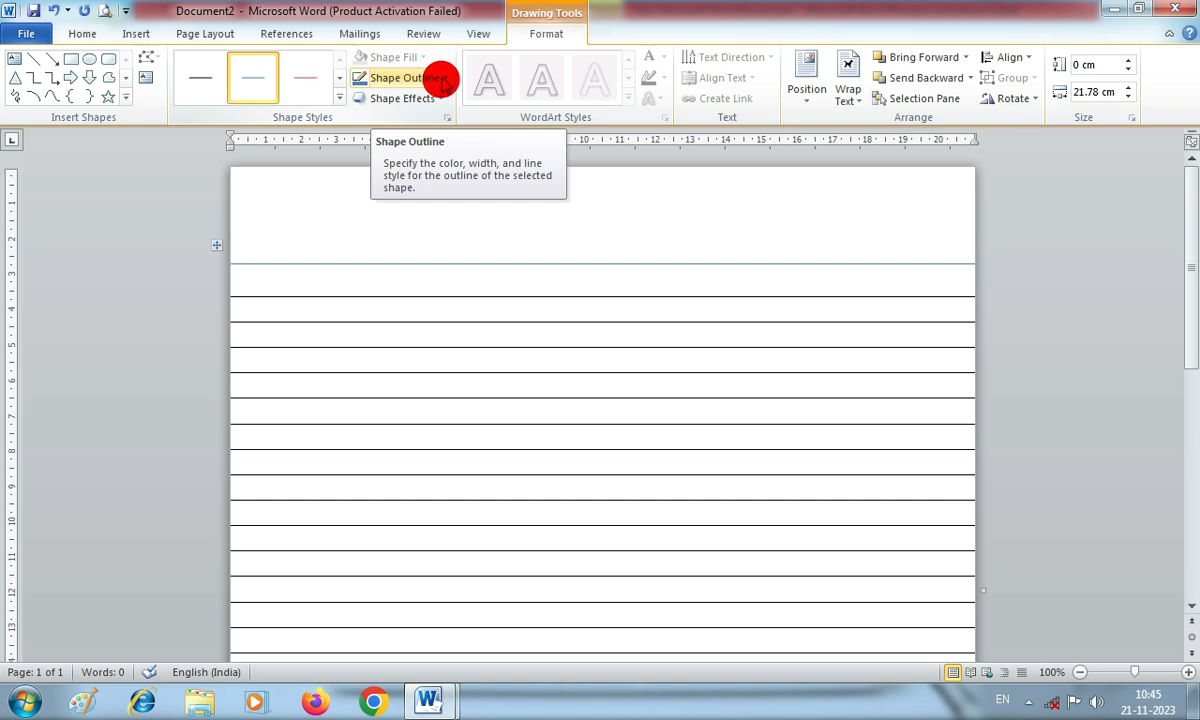 Document2 - Microsoft Word (Product Activation Failed)
Drawing Tools
File Home Insert Page Layout References Mailings Review View Format
Shape Fill
Shape Outline
Shape Effects
Text Direction
Align Text
Create Link
Position
Wrap Text
Bring Forward
Send Backward
Selection Pane
Align
Group
Rotate
0 cm
21.78 cm
Insert Shapes Shape Styles WordArt Styles Text Arrange Size
Shape Outline
Specify the color, width, and line
style for the outline of the selected
shape.
Page: 1 of 1 Words: 0 English (India) 100%
EN 10:45
21-11-2023